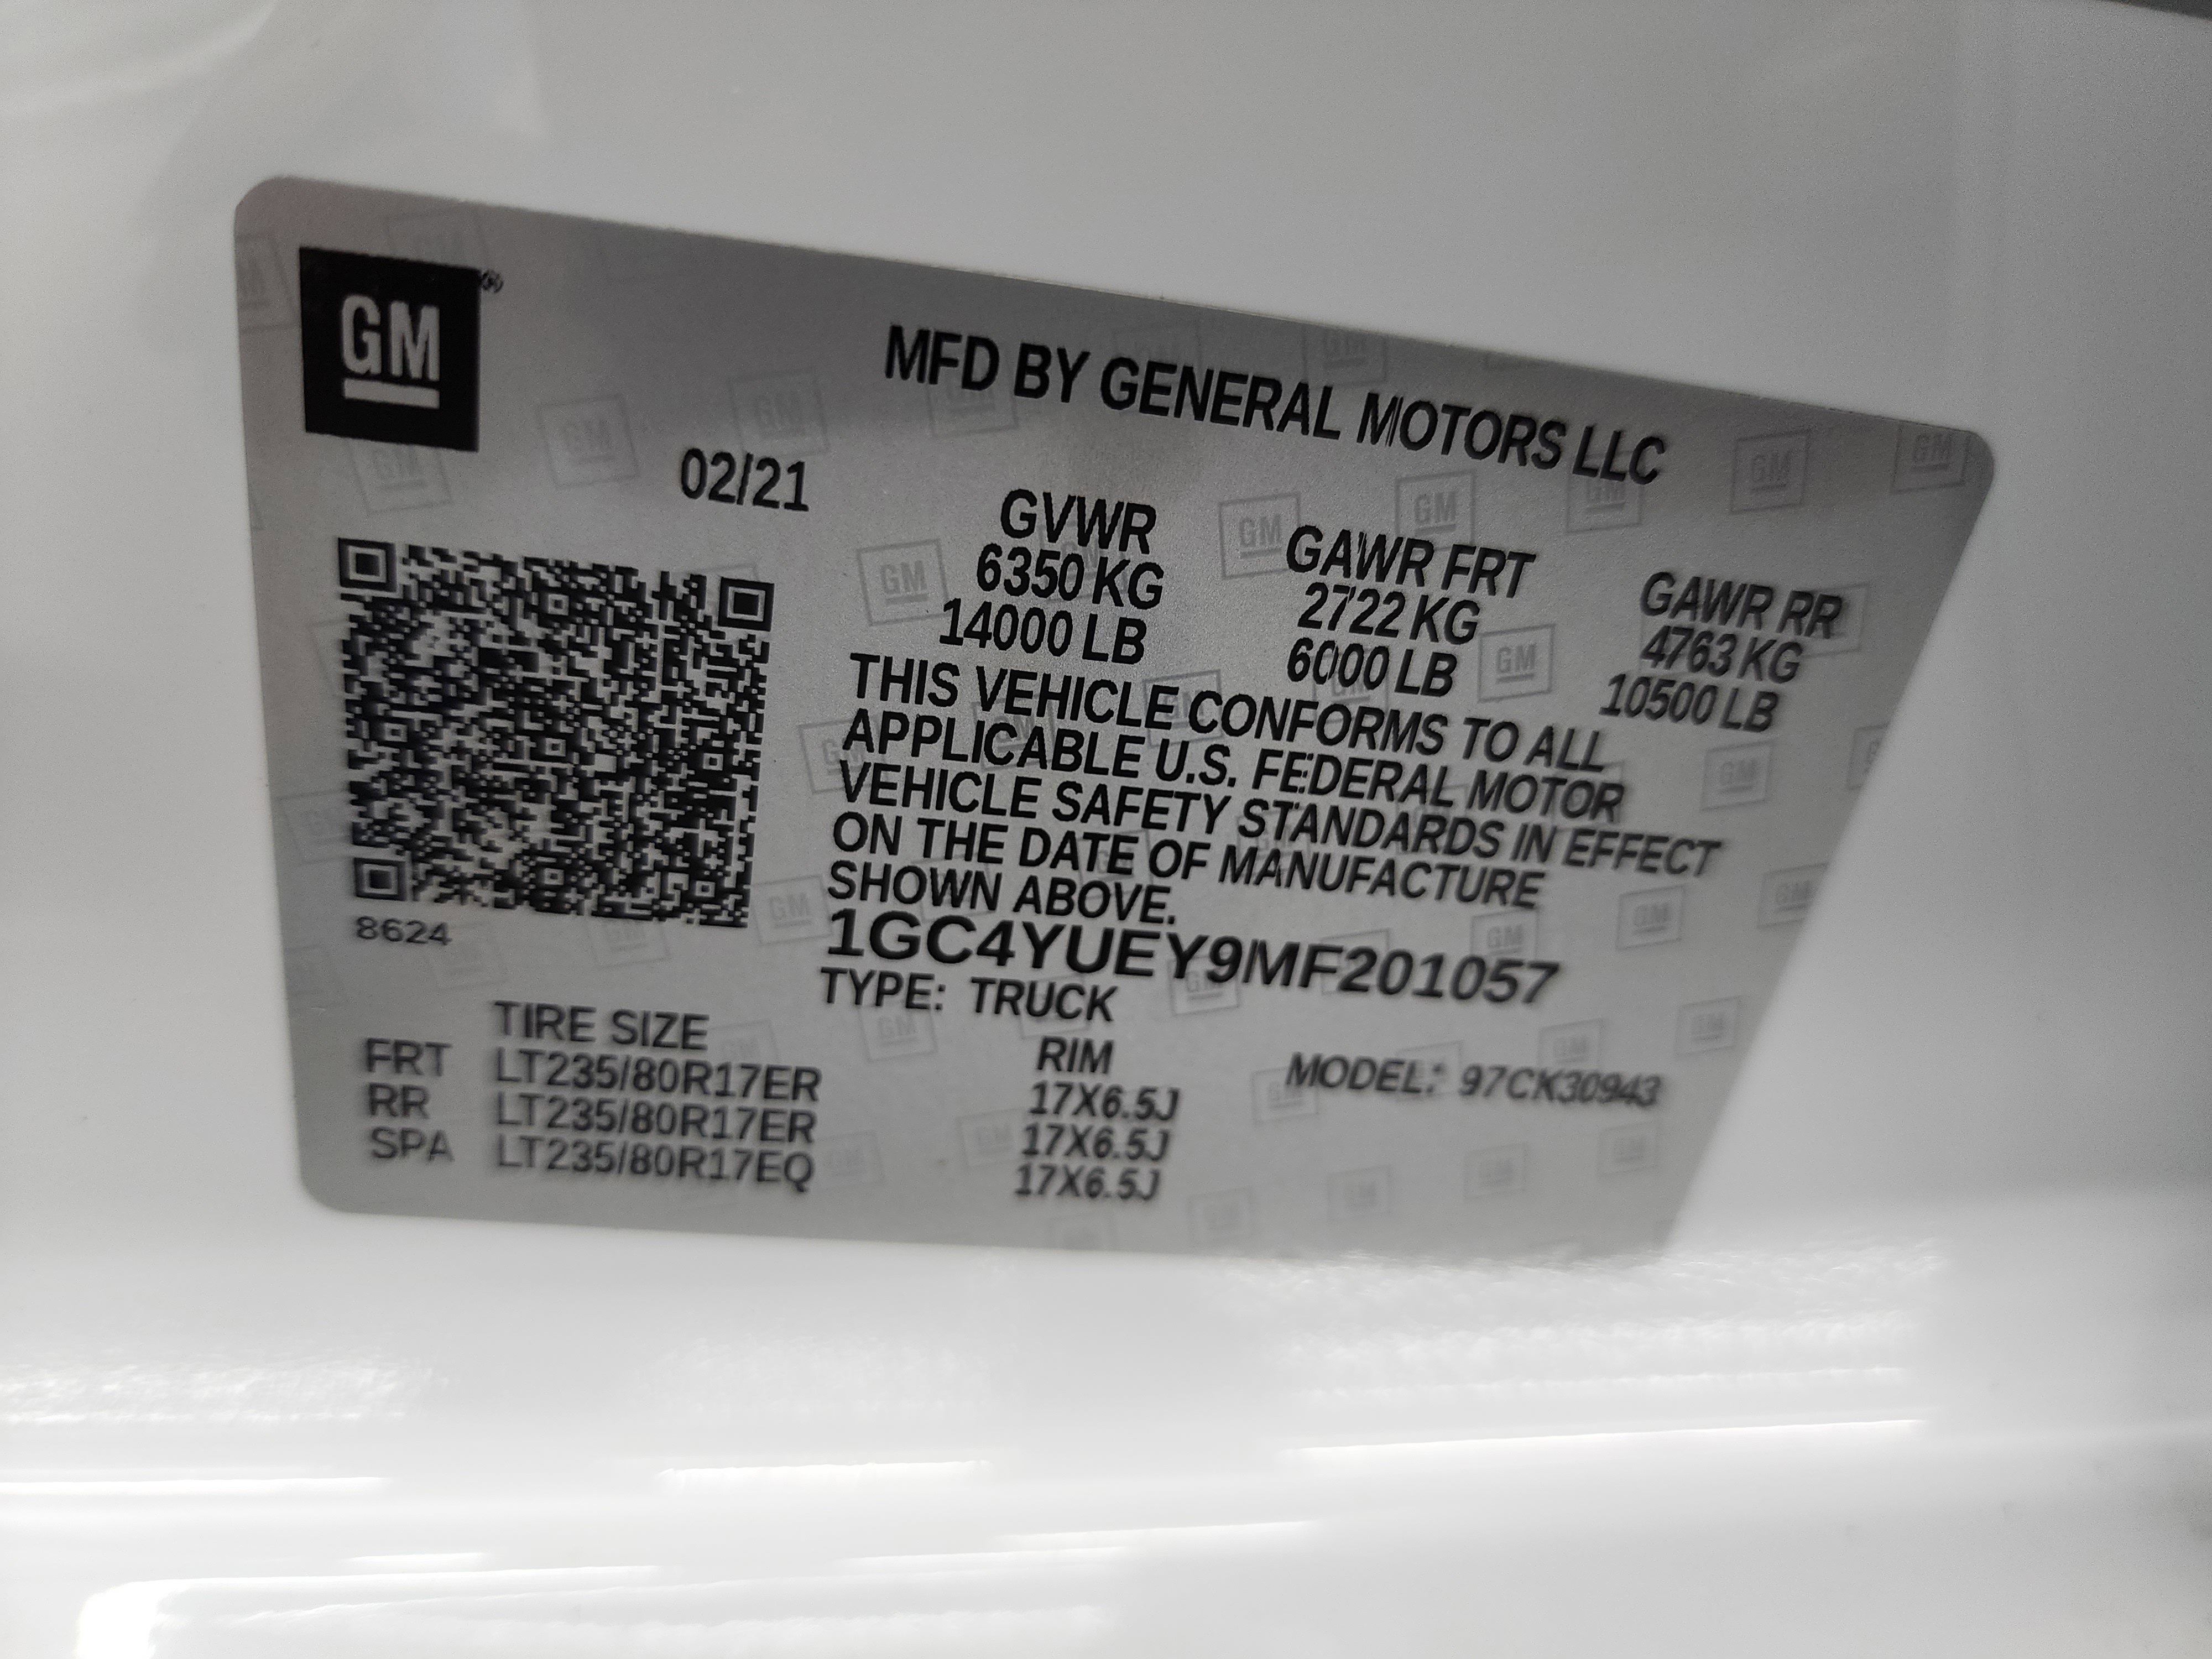 GM®
MFD BY GENERAL MOTORS LLC
02/21
GVWR GAWR FRT GAWR RR
6350 KG 2722 KG 4763 KG
14000 LB 6000 LB 10500 LB
THIS VEHICLE CONFORMS TO ALL
APPLICABLE U.S. FEDERAL MOTOR
VEHICLE SAFETY STANDARDS IN EFFECT
ON THE DATE OF MANUFACTURE
SHOWN ABOVE.
8624
1GC4YUEY9MF201057
TYPE: TRUCK
TIRE SIZE RIM MODEL: 97CK30943
FRT LT235/80R17ER 17X6.5J
RR LT235/80R17ER 17X6.5J
SPA LT235/80R17EQ 17X6.5J